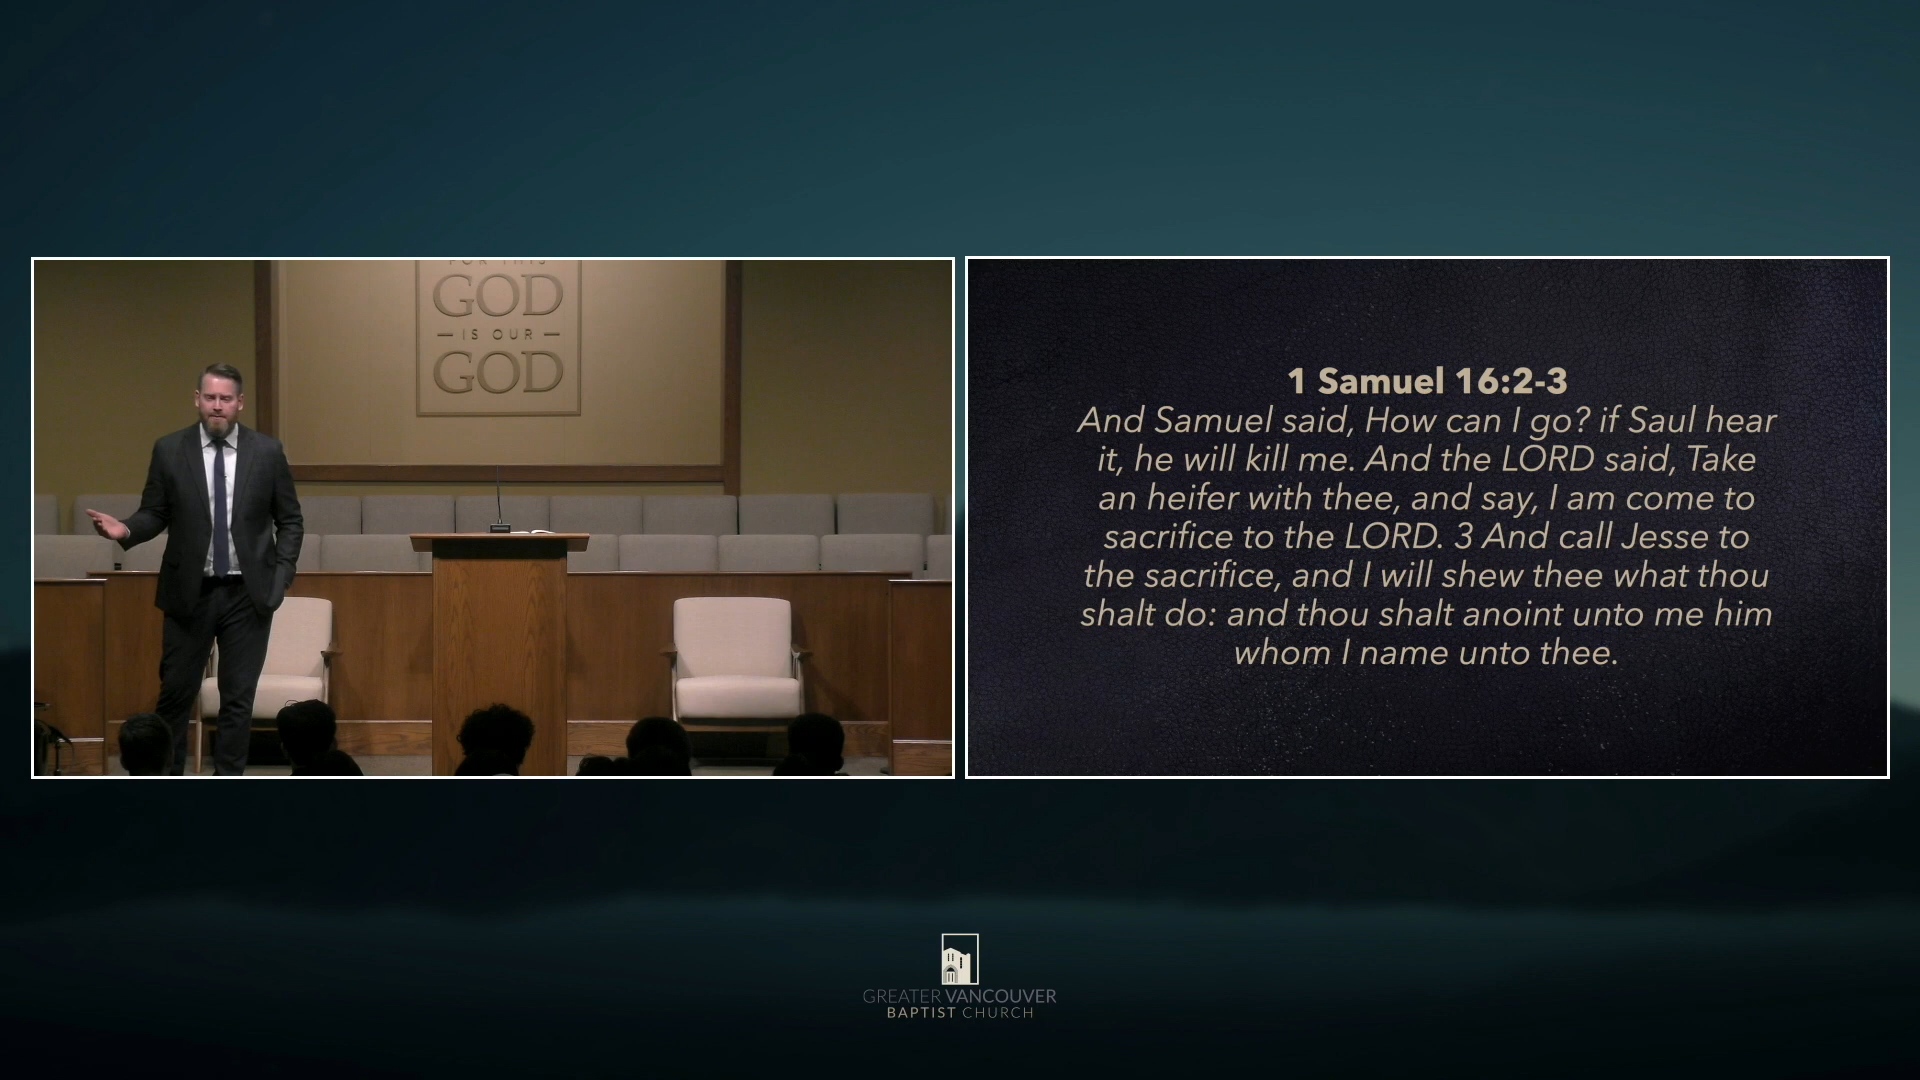 FOR THIS
GOD
IS OUR
GOD
1 Samuel 16:2-3
And Samuel said, How can I go? if Saul hear
it, he will kill me. And the LORD said, Take
an heifer with thee, and say, I am come to
sacrifice to the LORD. 3 And call Jesse to
the sacrifice, and I will shew thee what thou
shalt do: and thou shalt anoint unto me him
whom I name unto thee.
GREATER VANCOUVER
BAPTIST CHURCH